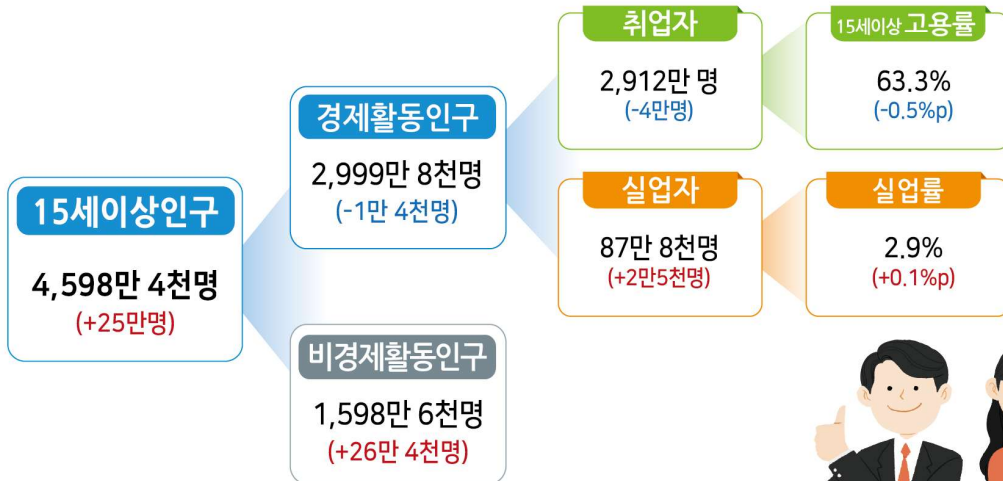 15세이상인구
4,598만 4천명
(+25만명)
경제활동인구
2,999만 8천명
(-1만 4천명)
비경제활동인구
1,598만 6천명
(+26만 4천명)
취업자
2,912만 명
(-4만명)
15세이상 고용률
63.3%
(-0.5%p)
실업자
87만 8천명
(+2만5천명)
실업률
2.9%
(+0.1%p)